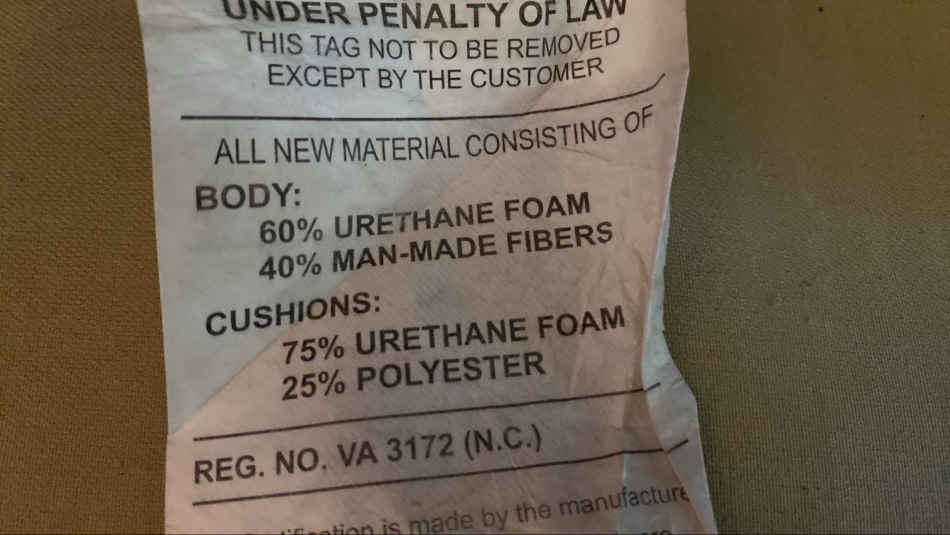 UNDER PENALTY OF LAW
THIS TAG NOT TO BE REMOVED
EXCEPT BY THE CUSTOMER
ALL NEW MATERIAL CONSISTING OF
BODY:
60% URETHANE FOAM
40% MAN-MADE FIBERS
CUSHIONS:
75% URETHANE FOAM
25% POLYESTER
REG. NO. VA 3172 (N.C.)
is made by the manufacture